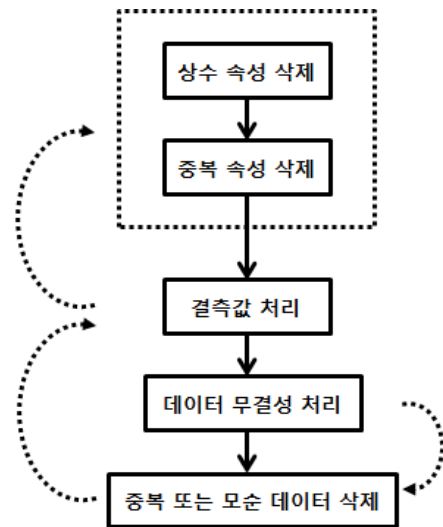 상수 속성 삭제
중복 속성 삭제
결측값 처리
데이터 무결성 처리
중복 또는 모순 데이터 삭제